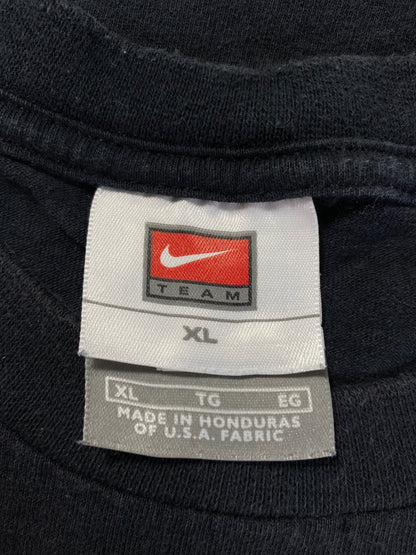 TEAM
XL
XL TG EG
MADE IN HONDURAS
OF U.S.A. FABRIC